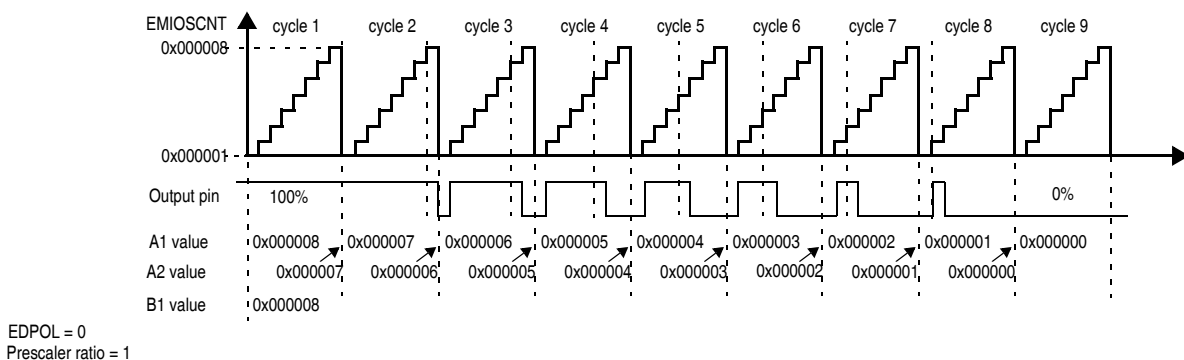 EMIOSCNT cycle 1 cycle 2 cycle 3 cycle 4 cycle 5 cycle 6 cycle 7 cycle 8 cycle 9
0x000008
0x000001
Output pin 100% 0%
A1 value 0x000008 0x000007 0x000006 0x000005 0x000004 0x000003 0x000002 0x000001 0x000000
A2 value 0x000007 0x000006 0x000005 0x000004 0x000003 0x000002 0x000001 0x000000
B1 value 0x000008
EDPOL = 0
Prescaler ratio = 1